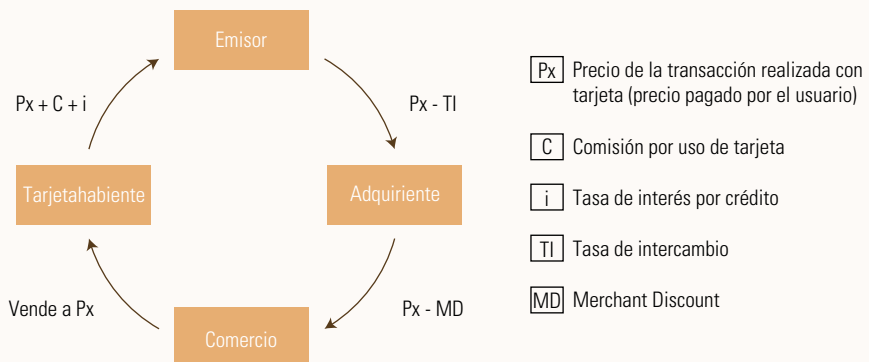 Emisor
Px + C + i
Px - TI
Tarjetahabiente
Adquiriente
Vende a Px
Px - MD
Comercio
Px Precio de la transacción realizada con
tarjeta (precio pagado por el usuario)
C Comisión por uso de tarjeta
i Tasa de interés por crédito
TI Tasa de intercambio
MD Merchant Discount